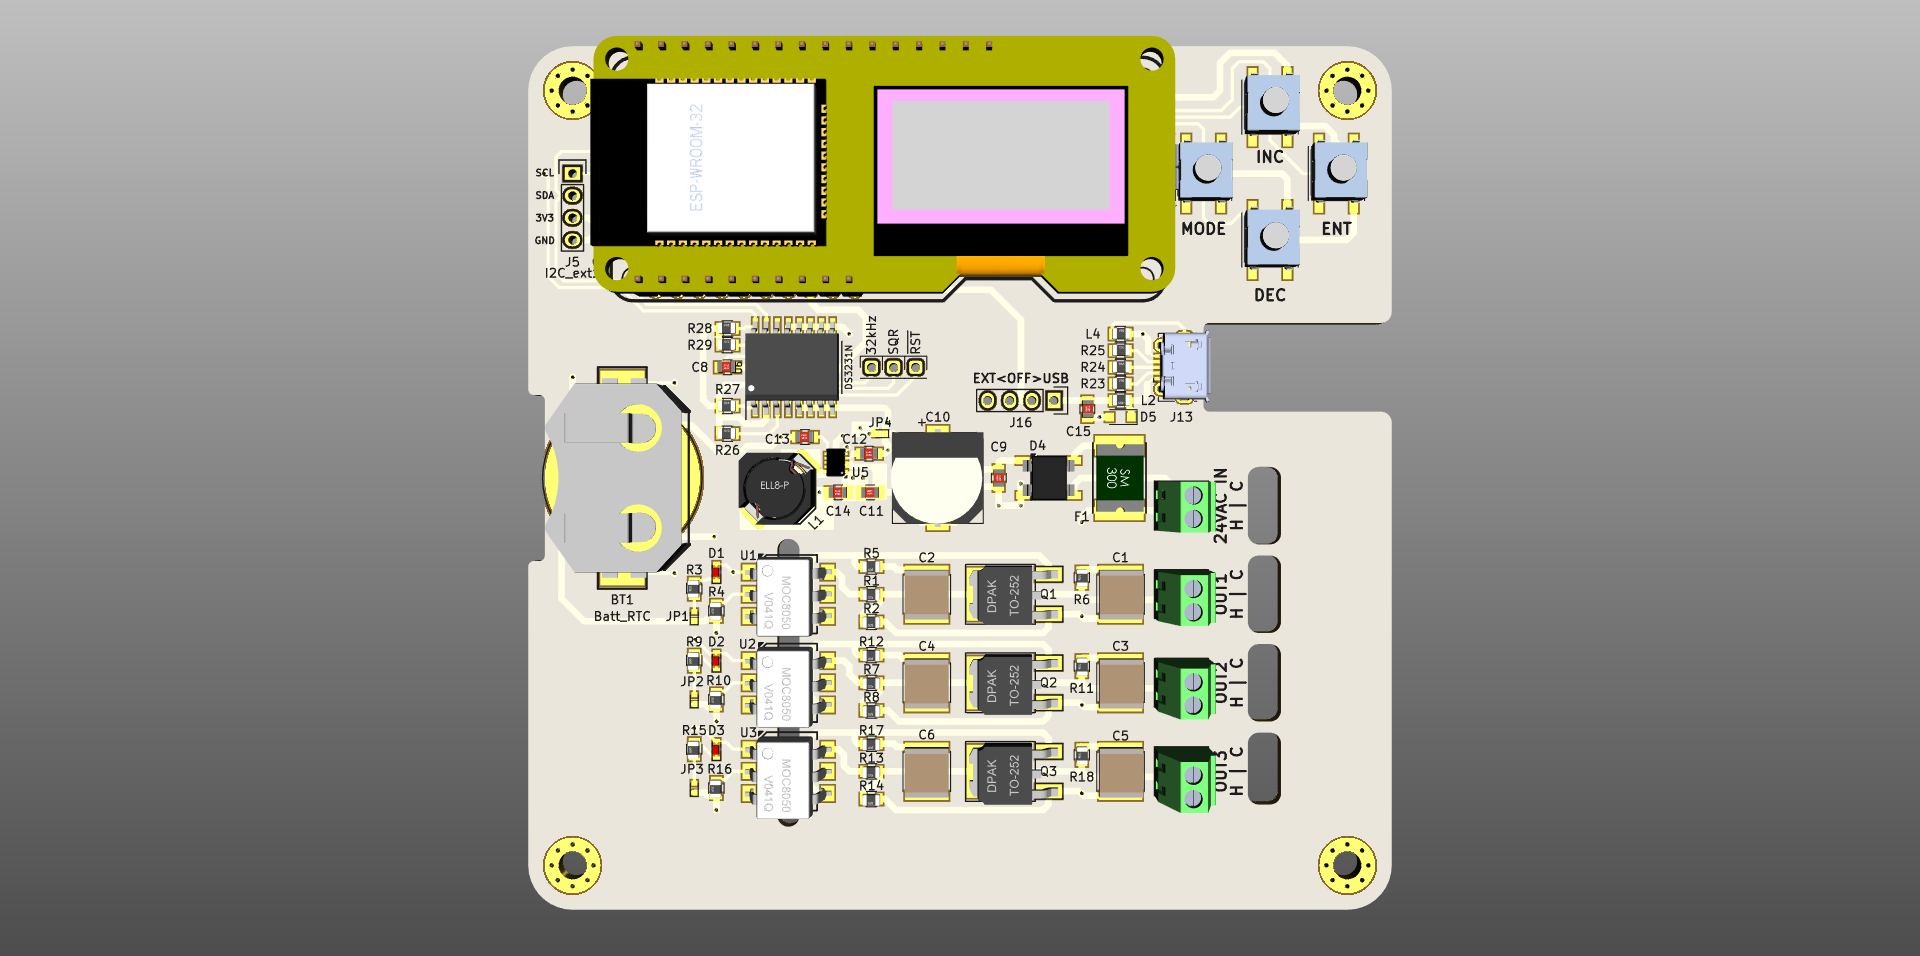 ESP-WROOM-32
INC
MODE
ENT
DEC
SCL
SDA
3V3
GND
J5
I2C_ext
R28
R29
C8
R27
R26
DS3231N
32kHz
SQR
RST
L4
R25
R24
R23
L2
D5
J13
C15
EXT<OFF>USB
J16
JP4
+C10
C13
C12
U5
C14
C11
ELL8-P
L1
C9
D4
SM
300
F1
24VAC IN
H | C
BT1
Batt_RTC
D1
R3
R4
JP1
U1
MOC8050
V041Q
R5
R1
R2
C2
DPAK
TO-252
Q1
R6
C1
OUT1
H | C
R9
D2
JP2
R10
U2
MOC8050
V041Q
R12
R7
R8
C4
DPAK
TO-252
Q2
R11
C3
OUT2
H | C
R15
D3
JP3
R16
U3
MOC8050
V041Q
R17
R13
R14
C6
DPAK
TO-252
Q3
R18
C5
OUT3
H | C